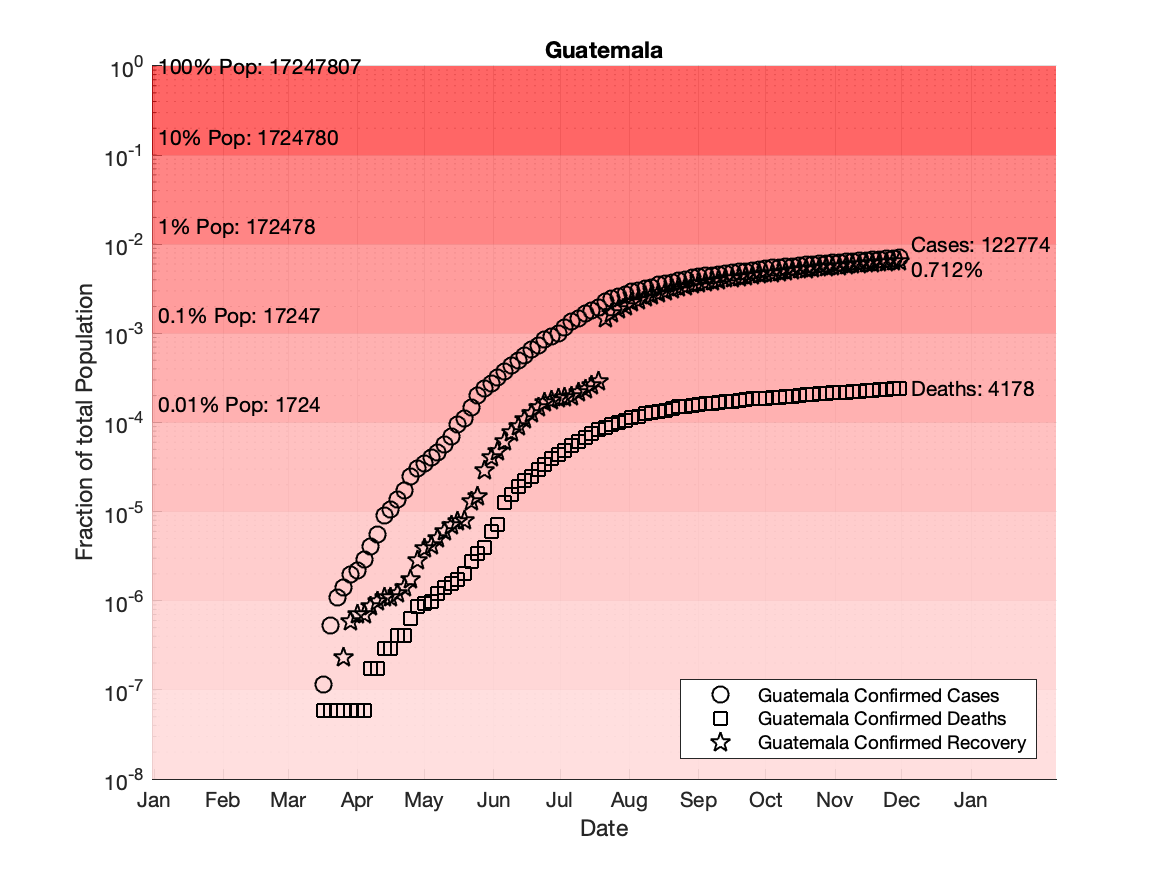 Guatemala
10^0
100% Pop: 17247807
10% Pop: 1724780
10^-1
1% Pop: 172478
10^-2
Cases: 122774
0.712%
0.1% Pop: 17247
10^-3
Deaths: 4178
0.01% Pop: 1724
10^-4
10^-5
10^-6
10^-7
10^-8
Fraction of total Population
Guatemala Confirmed Cases
Guatemala Confirmed Deaths
Guatemala Confirmed Recovery
Jan Feb Mar Apr May Jun Jul Aug Sep Oct Nov Dec Jan
Date